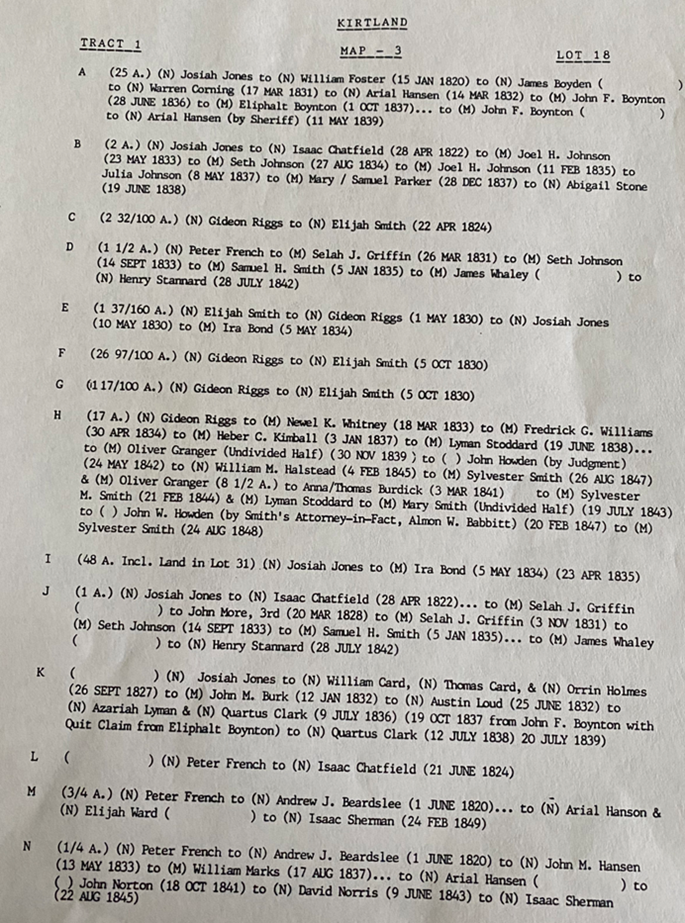 KIRTLAND
TRACT 1
MAP - 3
LOT 18
A (25 A.) (N) Josiah Jones to (N) William Foster (15 JAN 1820) to (N) James Boyden ( )
to (N) Warren Corning (17 MAR 1831) to (N) Arial Hansen (14 MAR 1832) to (M) John F. Boynton
(28 JUNE 1836) to (M) Eliphalt Boynton (1 OCT 1837)... to (M) John F. Boynton ( )
to (N) Arial Hansen (by Sheriff) (11 MAY 1839)
B (2 A.) (N) Josiah Jones to (N) Isaac Chatfield (28 APR 1822) to (M) Joel H. Johnson
(23 MAY 1833) to (M) Seth Johnson (27 AUG 1834) to (M) Joel H. Johnson (11 FEB 1835) to
Julia Johnson (8 MAY 1837) to (M) Mary / Samuel Parker (28 DEC 1837) to (N) Abigail Stone
(19 JUNE 1838)
C (2 32/100 A.) (N) Gideon Riggs to (N) Elijah Smith (22 APR 1824)
D (1 1/2 A.) (N) Peter French to (M) Selah J. Griffin (26 MAR 1831) to (M) Seth Johnson
(14 SEPT 1833) to (M) Samuel H. Smith (5 JAN 1835) to (M) James Whaley ( ) to
(N) Henry Stannard (28 JULY 1842)
E (1 37/160 A.) (N) Elijah Smith to (N) Gideon Riggs (1 MAY 1830) to (N) Josiah Jones
(10 MAY 1830) to (M) Ira Bond (5 MAY 1834)
F (26 97/100 A.) (N) Gideon Riggs to (N) Elijah Smith (5 OCT 1830)
G (1 17/100 A.) (N) Gideon Riggs to (N) Elijah Smith (5 OCT 1830)
H (17 A.) (N) Gideon Riggs to (M) Newel K. Whitney (18 MAR 1833) to (M) Fredrick G. Williams
(30 APR 1834) to (M) Heber C. Kimball (3 JAN 1837) to (M) Lyman Stoddard (19 JUNE 1838)...
to (M) Oliver Granger (Undivided Half) (30 NOV 1839 ) to ( ) John Howden (by Judgment)
(24 MAY 1842) to (N) William M. Halstead (4 FEB 1845) to (M) Sylvester Smith (26 AUG 1847)
& (M) Oliver Granger (8 1/2 A.) to Anna/Thomas Burdick (3 MAR 1841) to (M) Sylvester
M. Smith (21 FEB 1844) & (M) Lyman Stoddard to (M) Mary Smith (Undivided Half) (19 JULY 1843)
to ( ) John W. Howden (by Smith's Attorney-in-Fact, Almon W. Babbitt) (20 FEB 1847) to (M)
Sylvester Smith (24 AUG 1848)
I (48 A. Incl. Land in Lot 31) (N) Josiah Jones to (M) Ira Bond (5 MAY 1834) (23 APR 1835)
J (1 A.) (N) Josiah Jones to (N) Isaac Chatfield (28 APR 1822)... to (M) Selah J. Griffin
( ) to John More, 3rd (20 MAR 1828) to (M) Selah J. Griffin (3 NOV 1831) to
(M) Seth Johnson (14 SEPT 1833) to (M) Samuel H. Smith (5 JAN 1835)... to (M) James Whaley
( ) to (N) Henry Stannard (28 JULY 1842)
K ( ) (N) Josiah Jones to (N) William Card, (N) Thomas Card, & (N) Orrin Holmes
(26 SEPT 1827) to (M) John M. Burk (12 JAN 1832) to (N) Austin Loud (25 JUNE 1832) to
(N) Azariah Lyman & (N) Quartus Clark (9 JULY 1836) (19 OCT 1837 from John F. Boynton with
Quit Claim from Eliphalt Boynton) to (N) Quartus Clark (12 JULY 1838) 20 JULY 1839)
L ( ) (N) Peter French to (N) Isaac Chatfield (21 JUNE 1824)
M (3/4 A.) (N) Peter French to (N) Andrew J. Beardslee (1 JUNE 1820)... to (N) Arial Hanson &
(N) Elijah Ward ( ) to (N) Isaac Sherman (24 FEB 1849)
N (1/4 A.) (N) Peter French to (N) Andrew J. Beardslee (1 JUNE 1820) to (N) John M. Hansen
(13 MAY 1833) to (M) William Marks (17 AUG 1837)... to (N) Arial Hansen ( ) to
( ) John Norton (18 OCT 1841) to (N) David Norris (9 JUNE 1843) to (N) Isaac Sherman
(22 AUG 1845)